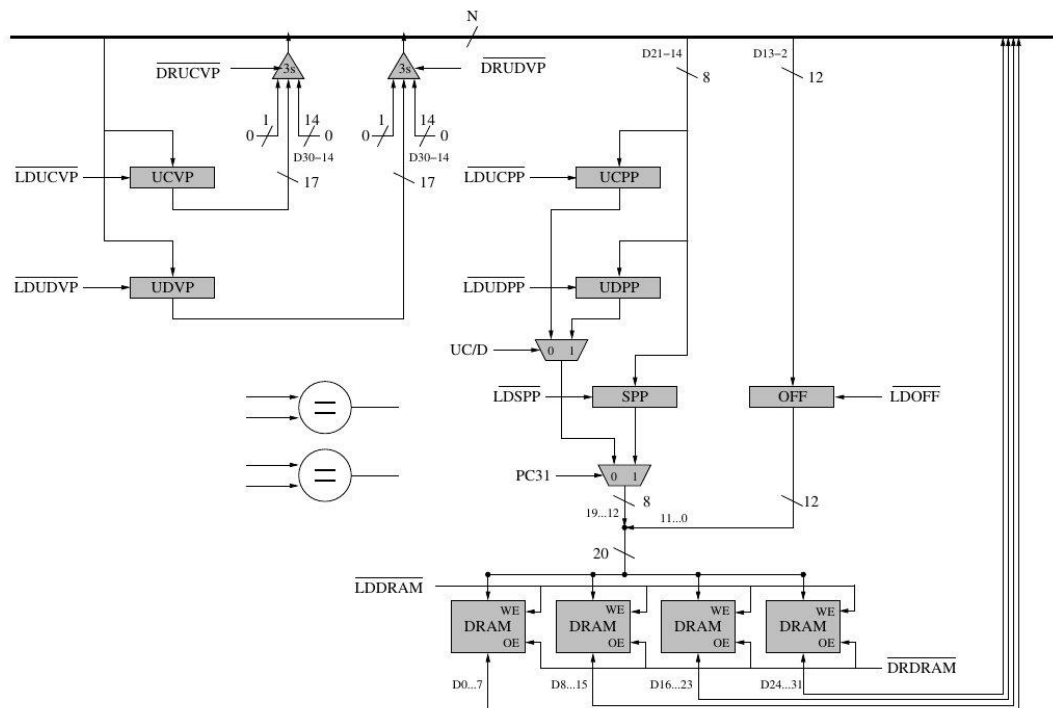 N
D21–14
D13–2
DRUCVP
3s
3s
DRUDVP
8
12
1
14
1
14
0
0
0
0
D30–14
D30–14
LDUCVP
UCVP
17
17
LDUCPP
UCPP
LDUDVP
UDVP
LDUDPP
UDPP
UC/D
0 1
LDSPP
SPP
OFF
LDOFF
=
=
PC31
0 1
8
12
19...12
11...0
20
LDDRAM
WE
WE
WE
WE
DRAM
DRAM
DRAM
DRAM
OE
OE
OE
OE
DRDRAM
D0...7
D8...15
D16...23
D24...31